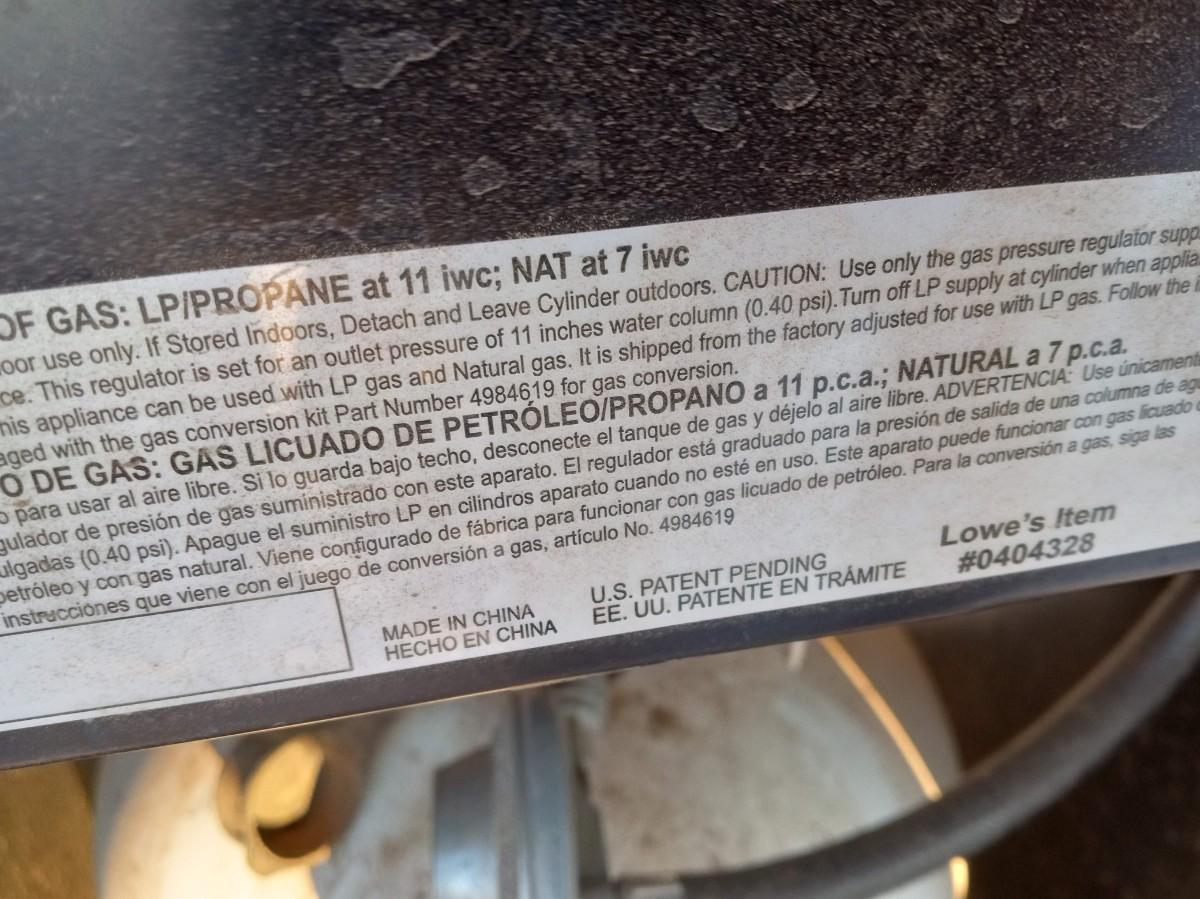 OF GAS: LP/PROPANE at 11 iwc; NAT at 7 iwc
oor use only. If Stored Indoors, Detach and Leave Cylinder outdoors. CAUTION: Use only the gas pressure regulator supp
ce. This regulator is set for an outlet pressure of 11 inches water column (0.40 psi).Turn off LP supply at cylinder when applia
his appliance can be used with LP gas and Natural gas. It is shipped from the factory adjusted for use with LP gas. Follow the
aged with the gas conversion kit Part Number 4984619 for gas conversion.
O DE GAS: GAS LICUADO DE PETRÓLEO/PROPANO a 11 p.c.a.; NATURAL a 7 p.c.a.
o para usar al aire libre. Si lo guarda bajo techo, desconecte el tanque de gas y déjelo al aire libre. ADVERTENCIA: Use únicamen
gulador de presión de gas suministrado con este aparato. El regulador está graduado para la presión de salida de una columna de ag
ulgadas (0.40 psi). Apague el suministro LP en cilindros aparato cuando no esté en uso. Este aparato puede funcionar con gas licuado
petróleo y con gas natural. Viene configurado de fábrica para funcionar con gas licuado de petróleo. Para la conversión a gas, siga las
instrucciones que viene con el juego de conversión a gas, artículo No. 4984619
MADE IN CHINA
HECHO EN CHINA
U.S. PATENT PENDING
EE. UU. PATENTE EN TRÁMITE
Lowe's Item
#0404328